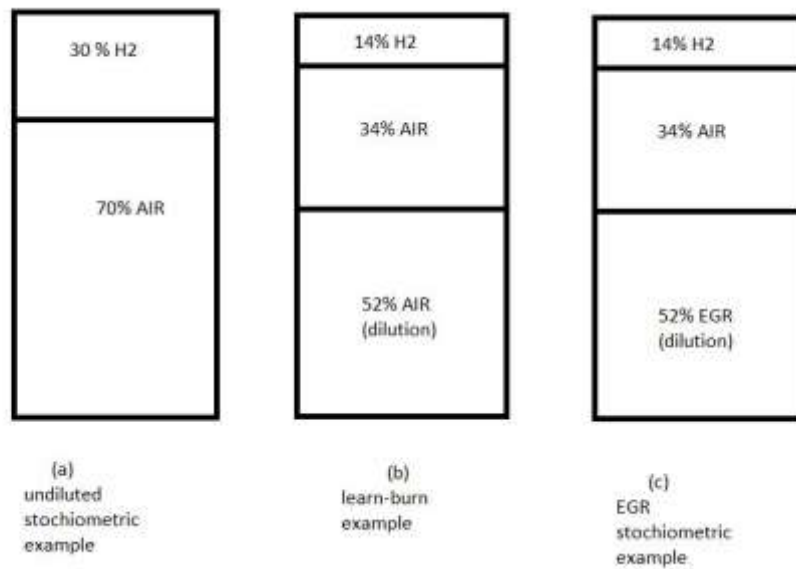 30 % H2
70% AIR
(a)
undiluted
stochiometric
example
14% H2
34% AIR
52% AIR
(dilution)
(b)
learn-burn
example
14% H2
34% AIR
52% EGR
(dilution)
(c)
EGR
stochiometric
example